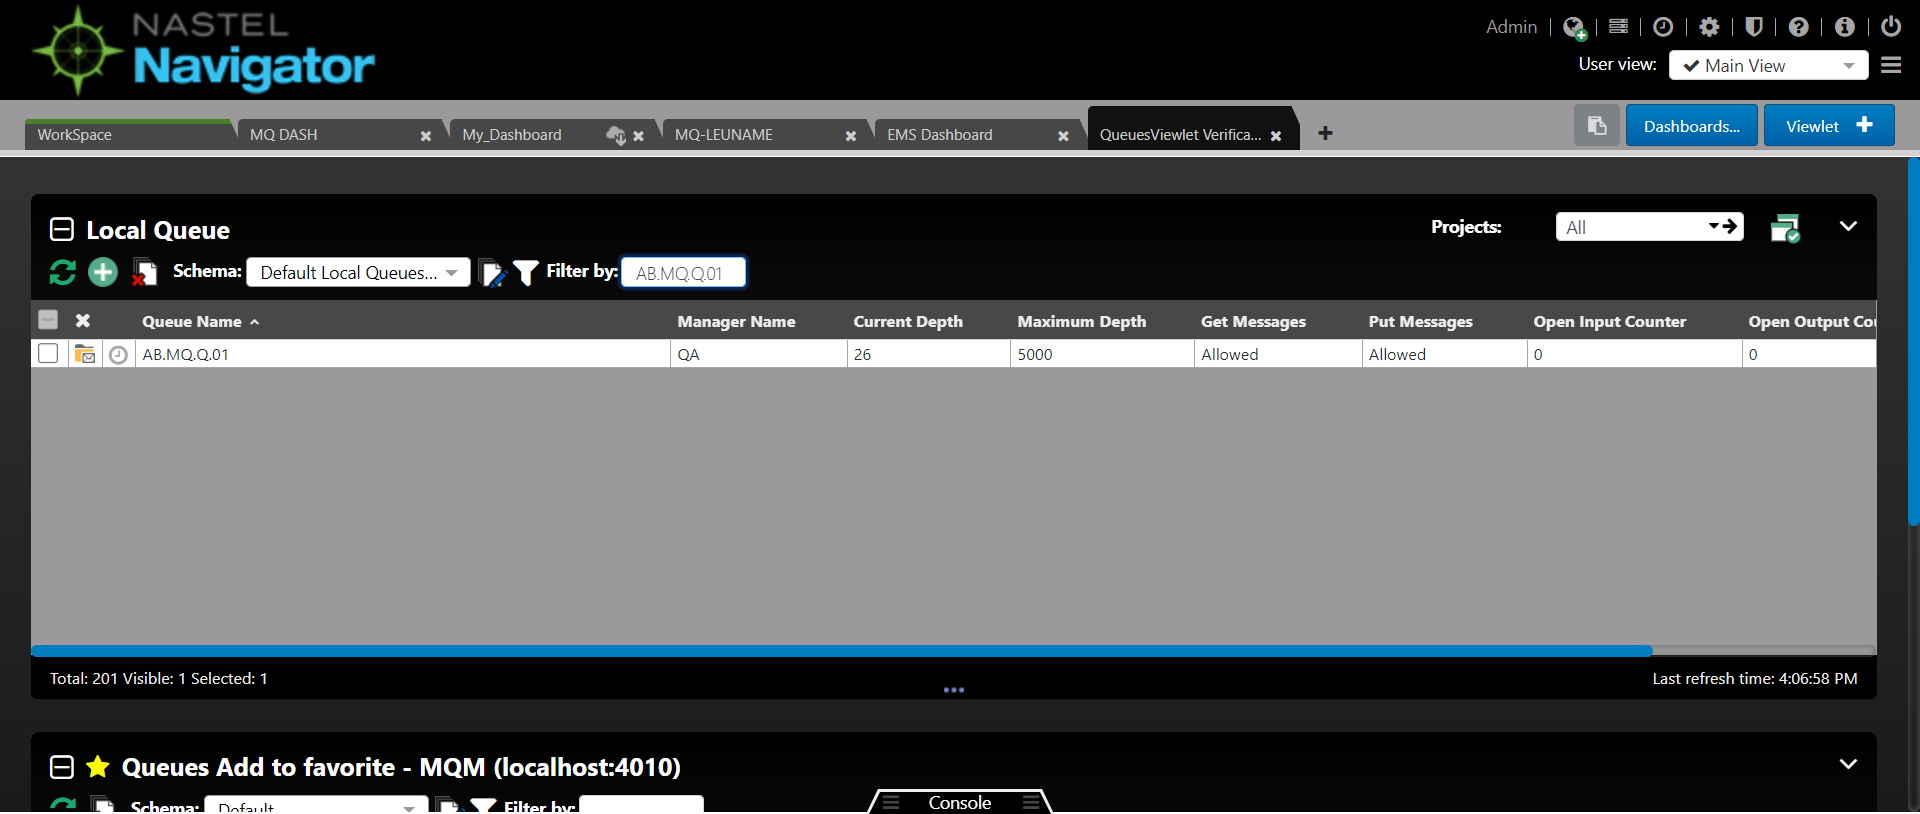 NASTEL
Navigator
Admin
User view: Main View
WorkSpace
MQ DASH
My_Dashboard
MQ-LEUNAME
EMS Dashboard
QueuesViewlet Verifica...
Dashboards...
Viewlet
Local Queue
Projects: All
Schema: Default Local Queues... Filter by: AB.MQ.Q.01
Queue Name Manager Name Current Depth Maximum Depth Get Messages Put Messages Open Input Counter Open Output Cou
AB.MQ.Q.01 QA 26 5000 Allowed Allowed 0 0
Total: 201 Visible: 1 Selected: 1
Last refresh time: 4:06:58 PM
Queues Add to favorite - MQM (localhost:4010)
Schema: Default Filter by:
Console